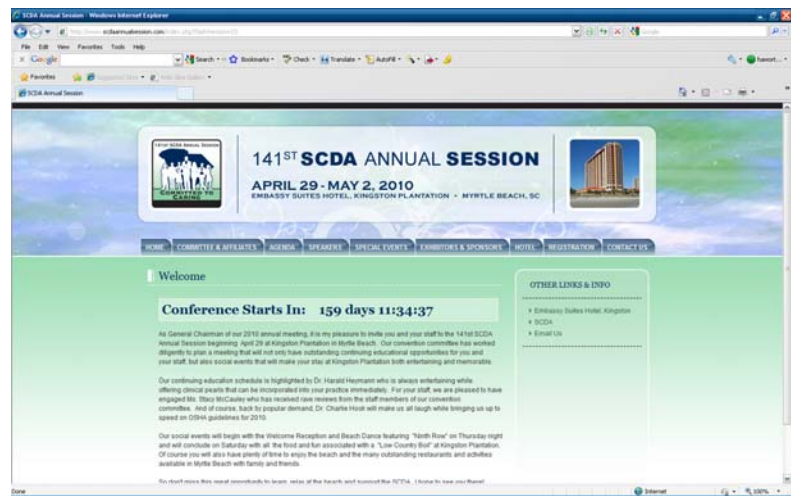 SCDA Annual Session - Windows Internet Explorer
File Edit View Favorites Tools Help
Google Search Bookmarks Check Translate AutoFill
Favorites
SCDA Annual Session
141ST SCDA ANNUAL SESSION
COMMITTED TO
CARING
APRIL 29 - MAY 2, 2010
EMBASSY SUITES HOTEL, KINGSTON PLANTATION • MYRTLE BEACH, SC
HOME COMMITTEE & AFFILIATES AGENDA SPEAKERS SPECIAL EVENTS EXHIBITORS & SPONSORS HOTEL REGISTRATION CONTACT US
Welcome
Conference Starts In: 159 days 11:34:37
As General Chairman of our 2010 annual meeting, it is my pleasure to invite you and your staff to the 141st SCDA
Annual Session beginning April 29 at Kingston Plantation in Myrtle Beach. Our convention committee has worked
diligently to plan a meeting that will not only have outstanding continuing educational opportunities for you and
your staff, but also social events that will make your stay at Kingston Plantation both entertaining and memorable.
Our continuing education schedule is highlighted by Dr. Harald Heymann who is always entertaining while
offering clinical pearls that can be incorporated into your practice immediately. For your staff, we are pleased to have
engaged Ms. Stacy McCauley who has received rave reviews from the staff members of our convention
committee. And of course, back by popular demand, Dr. Charlie Hook will make us all laugh while bringing us up to
speed on OSHA guidelines for 2010.
Our social events will begin with the Welcome Reception and Beach Dance featuring "Ninth Row" on Thursday night
and will conclude on Saturday with all the food and fun associated with a "Low Country Boil" at Kingston Plantation.
Of course you will also have plenty of time to enjoy the beach and the many outstanding restaurants and activities
available in Myrtle Beach with family and friends.
So don't miss this great opportunity to learn, relax at the beach and support the SCDA. I hope to see you there!
OTHER LINKS & INFO
Embassy Suites Hotel, Kingston
SCDA
Email Us
Done
Internet
100%